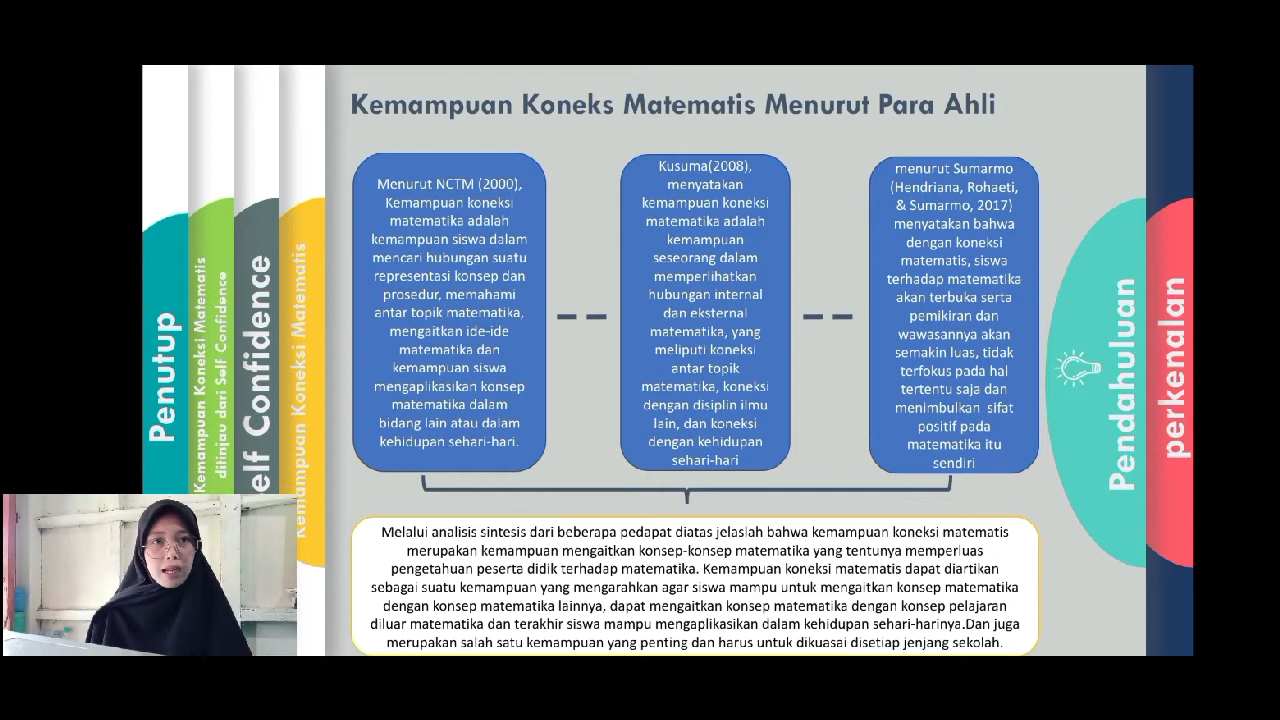 Kemampuan Koneks Matematis Menurut Para Ahli
Menurut NCTM (2000),
Kemampuan koneksi
matematika adalah
kemampuan siswa dalam
mencari hubungan suatu
representasi konsep dan
prosedur, memahami
antar topik matematika,
mengaitkan ide-ide
matematika dan
kemampuan siswa
mengaplikasikan konsep
matematika dalam
bidang lain atau dalam
kehidupan sehari-hari.
Kusuma(2008),
menyatakan
kemampuan koneksi
matematika adalah
kemampuan
seseorang dalam
memperlihatkan
hubungan internal
dan eksternal
matematika, yang
meliputi koneksi
antar topik
matematika, koneksi
dengan disiplin ilmu
lain, dan koneksi
dengan kehidupan
sehari-hari
menurut Sumarmo
(Hendriana, Rohaeti,
& Sumarmo, 2017)
menyatakan bahwa
dengan koneksi
matematis, siswa
terhadap matematika
akan terbuka serta
pemikiran dan
wawasannya akan
semakin luas, tidak
terfokus pada hal
tertentu saja dan
menimbulkan sifat
positif pada
matematika itu
sendiri
Melalui analisis sintesis dari beberapa pedapat diatas jelaslah bahwa kemampuan koneksi matematis
merupakan kemampuan mengaitkan konsep-konsep matematika yang tentunya memperluas
pengetahuan peserta didik terhadap matematika. Kemampuan koneksi matematis dapat diartikan
sebagai suatu kemampuan yang mengarahkan agar siswa mampu untuk mengaitkan konsep matematika
dengan konsep matematika lainnya, dapat mengaitkan konsep matematika dengan konsep pelajaran
diluar matematika dan terakhir siswa mampu mengaplikasikan dalam kehidupan sehari-harinya.Dan juga
merupakan salah satu kemampuan yang penting dan harus untuk dikuasai disetiap jenjang sekolah.
Penutup
Kemampuan Koneksi Matematis
ditinjau dari Self Confidence
elf Confidence
Kemampuan Koneksi Matematis
Pendahuluan
perkenalan